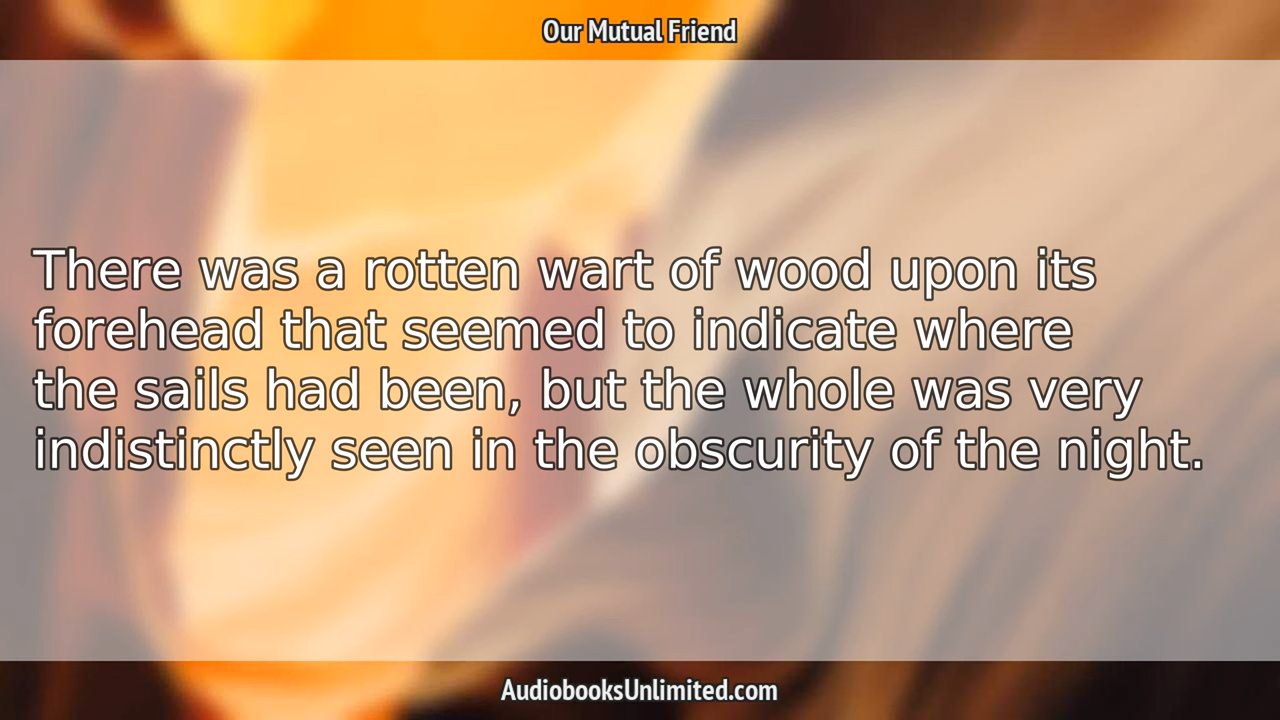 Our Mutual Friend
There was a rotten wart of wood upon its
forehead that seemed to indicate where
the sails had been, but the whole was very
indistinctly seen in the obscurity of the night.
AudiobooksUnlimited.com